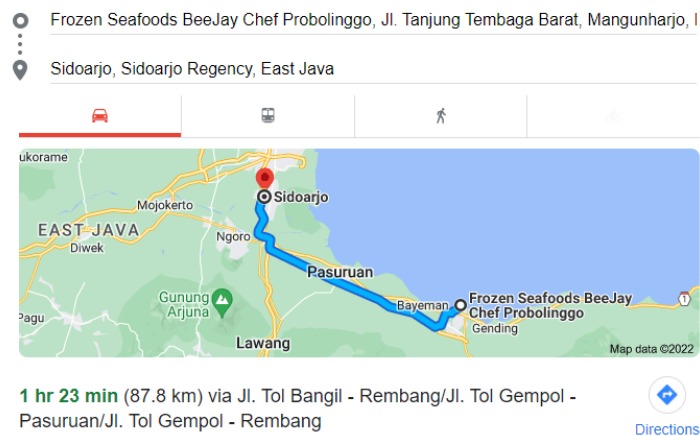 Frozen Seafoods BeeJay Chef Probolinggo, Jl. Tanjung Tembaga Barat, Mangunharjo,
Sidoarjo, Sidoarjo Regency, East Java
ukorame
Sidoarjo
Mojokerto
EAST JAVA
Ngoro
Diwek
Pasuruan
Gunung
Arjuna
Bayeman
Frozen Seafoods BeeJay
Chef Probolinggo
1
Pagu
Gending
Lawang
Map data ©2022
1 hr 23 min (87.8 km) via Jl. Tol Bangil - Rembang/Jl. Tol Gempol -
Pasuruan/Jl. Tol Gempol - Rembang
Directions